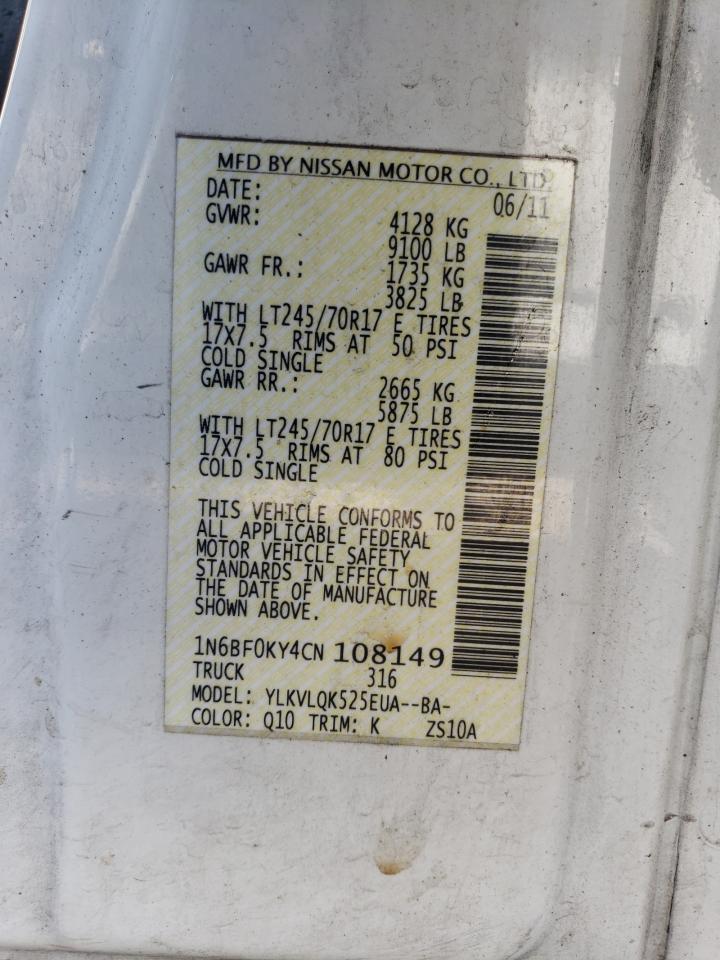 MFD BY NISSAN MOTOR CO., LTD.
DATE: 06/11
GVWR: 4128 KG
9100 LB
GAWR FR.: 1735 KG
3825 LB
WITH LT245/70R17 E TIRES
17X7.5 RIMS AT 50 PSI
COLD SINGLE
GAWR RR.: 2665 KG
5875 LB
WITH LT245/70R17 E TIRES
17X7.5 RIMS AT 80 PSI
COLD SINGLE
THIS VEHICLE CONFORMS TO
ALL APPLICABLE FEDERAL
MOTOR VEHICLE SAFETY
STANDARDS IN EFFECT ON
THE DATE OF MANUFACTURE
SHOWN ABOVE.
1N6BF0KY4CN 108149
TRUCK 316
MODEL: YLKVLQK525EUA--BA-
COLOR: Q10 TRIM: K ZS10A